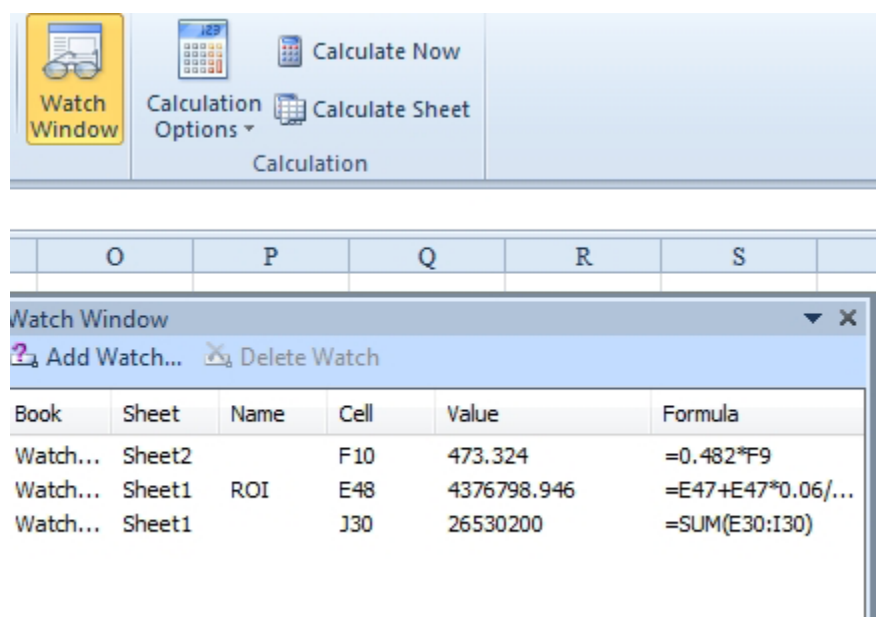 Watch Window
Calculation Options
Calculate Now
Calculate Sheet
Calculation
O P Q R S
Watch Window
Add Watch... Delete Watch
Book Sheet Name Cell Value Formula
Watch... Sheet2 F10 473.324 =0.482*F9
Watch... Sheet1 ROI E48 4376798.946 =E47+E47*0.06/...
Watch... Sheet1 J30 26530200 =SUM(E30:I30)